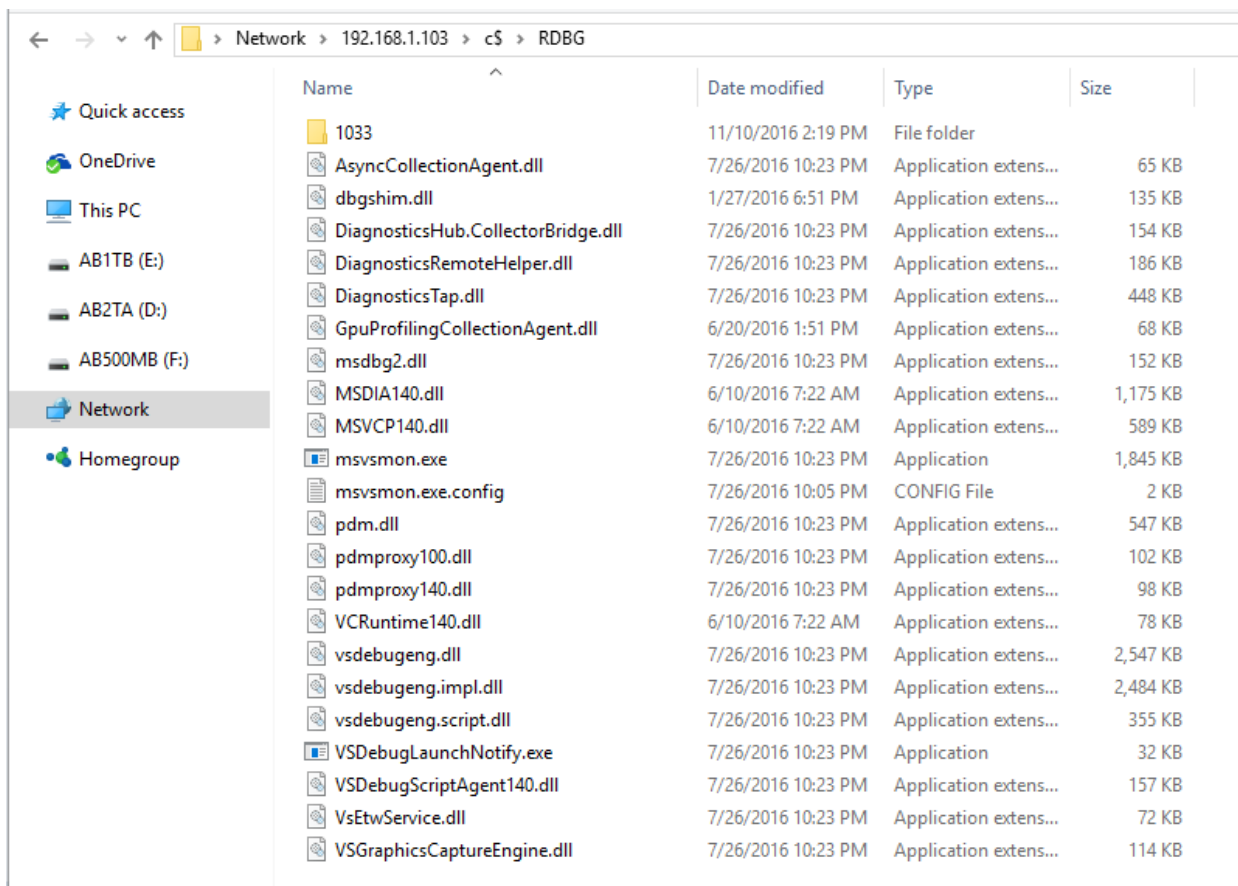 Network > 192.168.1.103 > c$ > RDBG
Name Date modified Type Size
Quick access
OneDrive
This PC
AB1TB (E:)
AB2TA (D:)
AB500MB (F:)
Network
Homegroup
1033 11/10/2016 2:19 PM File folder
AsyncCollectionAgent.dll 7/26/2016 10:23 PM Application extens... 65 KB
dbgshim.dll 1/27/2016 6:51 PM Application extens... 135 KB
DiagnosticsHub.CollectorBridge.dll 7/26/2016 10:23 PM Application extens... 154 KB
DiagnosticsRemoteHelper.dll 7/26/2016 10:23 PM Application extens... 186 KB
DiagnosticsTap.dll 7/26/2016 10:23 PM Application extens... 448 KB
GpuProfilingCollectionAgent.dll 6/20/2016 1:51 PM Application extens... 68 KB
msdbg2.dll 7/26/2016 10:23 PM Application extens... 152 KB
MSDIA140.dll 6/10/2016 7:22 AM Application extens... 1,175 KB
MSVCP140.dll 6/10/2016 7:22 AM Application extens... 589 KB
msvsmon.exe 7/26/2016 10:23 PM Application 1,845 KB
msvsmon.exe.config 7/26/2016 10:05 PM CONFIG File 2 KB
pdm.dll 7/26/2016 10:23 PM Application extens... 547 KB
pdmproxy100.dll 7/26/2016 10:23 PM Application extens... 102 KB
pdmproxy140.dll 7/26/2016 10:23 PM Application extens... 98 KB
VCRuntime140.dll 6/10/2016 7:22 AM Application extens... 78 KB
vsdebugeng.dll 7/26/2016 10:23 PM Application extens... 2,547 KB
vsdebugeng.impl.dll 7/26/2016 10:23 PM Application extens... 2,484 KB
vsdebugeng.script.dll 7/26/2016 10:23 PM Application extens... 355 KB
VSDebugLaunchNotify.exe 7/26/2016 10:23 PM Application 32 KB
VSDebugScriptAgent140.dll 7/26/2016 10:23 PM Application extens... 157 KB
VsEtwService.dll 7/26/2016 10:23 PM Application extens... 72 KB
VSGraphicsCaptureEngine.dll 7/26/2016 10:23 PM Application extens... 114 KB